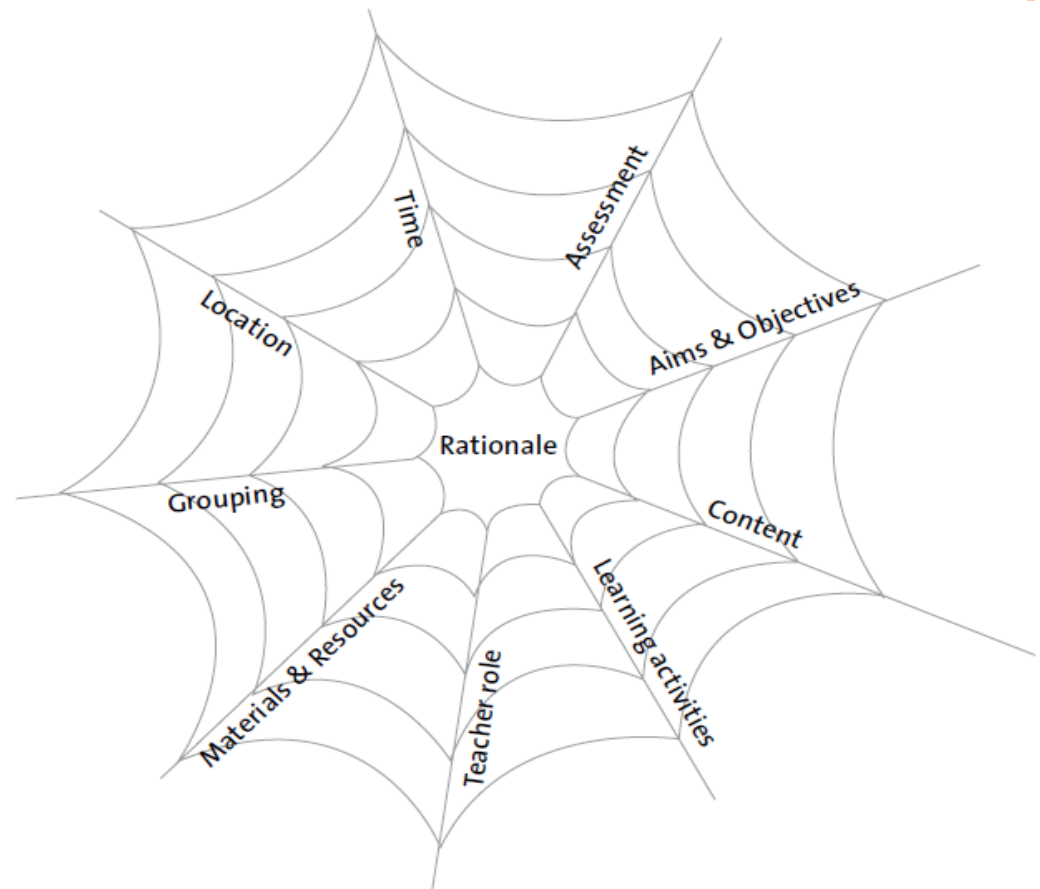 Rationale
Aims & Objectives
Content
Learning activities
Teacher role
Materials & Resources
Grouping
Location
Time
Assessment